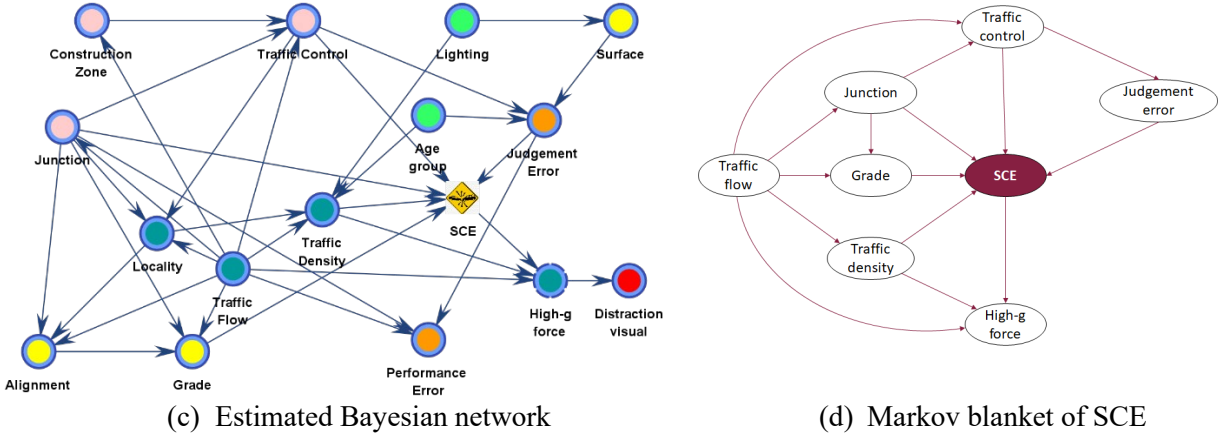 Construction
Zone
Traffic Control
Lighting
Surface
Junction
Age
group
Judgement
Error
SCE
Locality
Traffic
Density
Traffic
Flow
High-g
force
Distraction
visual
Alignment
Grade
Performance
Error
(c) Estimated Bayesian network
Traffic
control
Junction
Judgement
error
Traffic
flow
Grade
SCE
Traffic
density
High-g
force
(d) Markov blanket of SCE